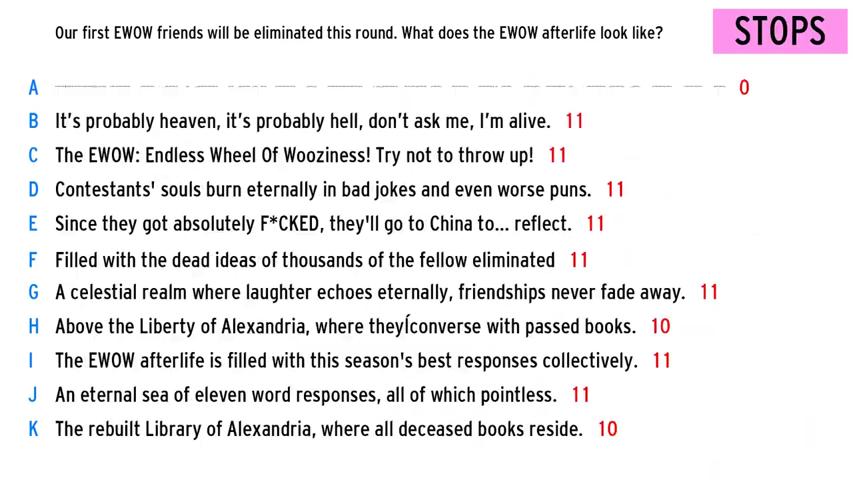 Our first EWOW friends will be eliminated this round. What does the EWOW afterlife look like?
STOPS
A 0
B It's probably heaven, it's probably hell, don't ask me, I'm alive. 11
C The EWOW: Endless Wheel Of Wooziness! Try not to throw up! 11
D Contestants' souls burn eternally in bad jokes and even worse puns. 11
E Since they got absolutely F*CKED, they'll go to China to... reflect. 11
F Filled with the dead ideas of thousands of the fellow eliminated 11
G A celestial realm where laughter echoes eternally, friendships never fade away. 11
H Above the Liberty of Alexandria, where theyÍconverse with passed books. 10
I The EWOW afterlife is filled with this season's best responses collectively. 11
J An eternal sea of eleven word responses, all of which pointless. 11
K The rebuilt Library of Alexandria, where all deceased books reside. 10